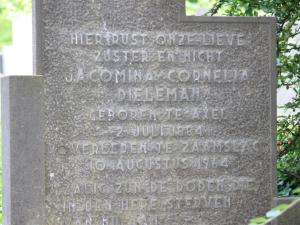 HIER RUST ONZE LIEVE
ZUSTER EN NICHT
JACOMINA CORNELIA
DIELEMAN
GEBOREN TE AXEL
2 JULI 1884
OVERLEDEN TE ZAAMSLAG
10 AUGUSTUS 1964
ZALIG ZIJN DE DODEN DIE
IN DEN HERE STERVEN